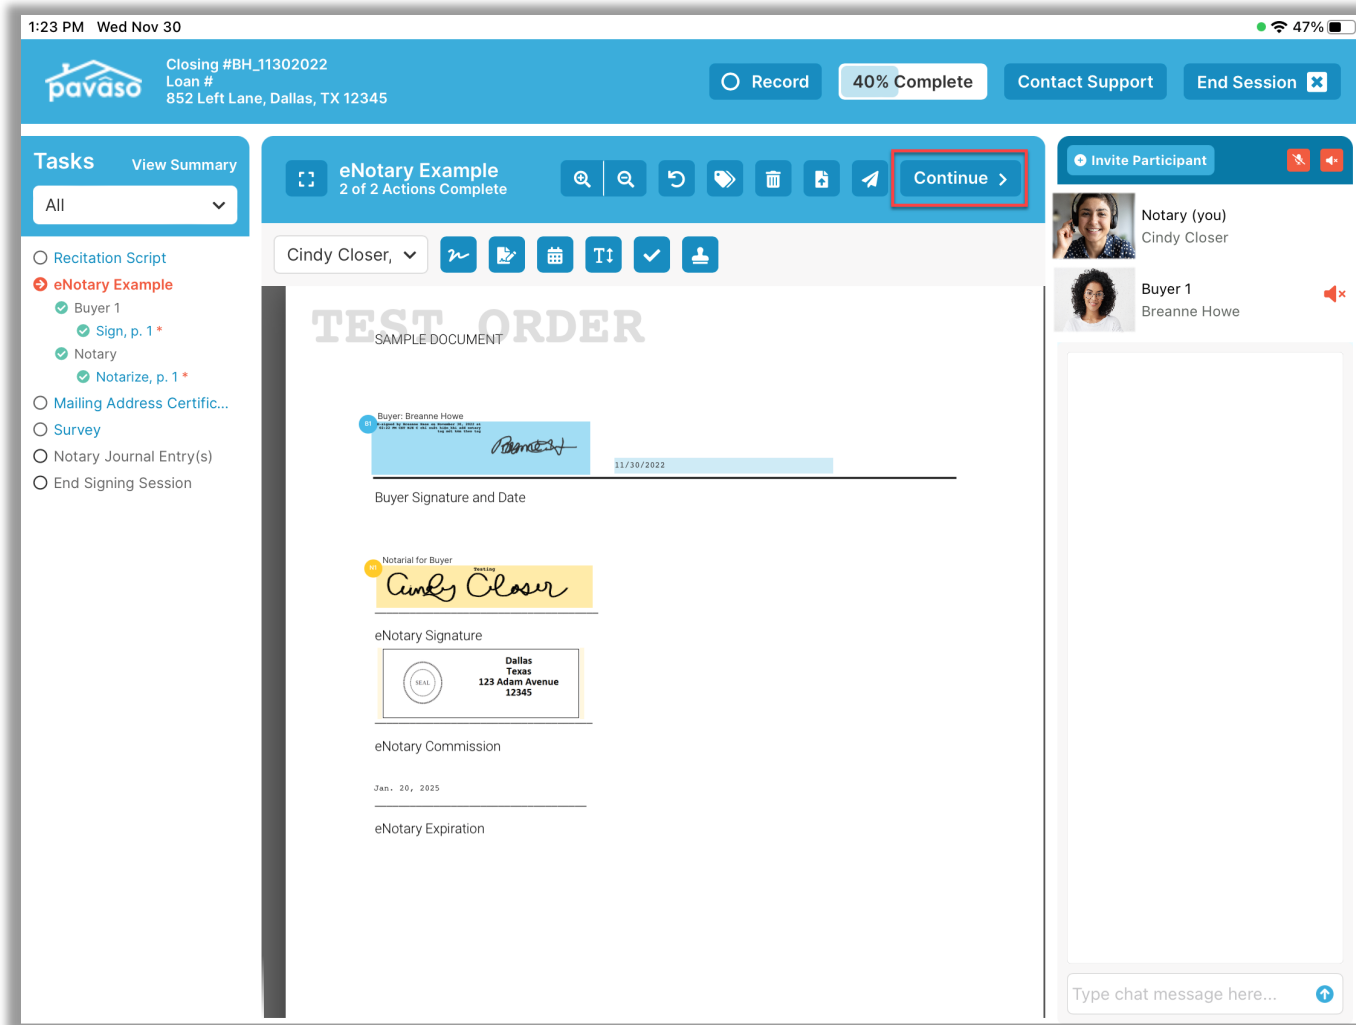 1:23 PM Wed Nov 30
47%
pavaso
Closing #BH_11302022
Loan #
852 Left Lane, Dallas, TX 12345
Record
40% Complete
Contact Support
End Session
Tasks
View Summary
All
Recitation Script
eNotary Example
Buyer 1
Sign, p. 1 *
Notary
Notarize, p. 1 *
Mailing Address Certific...
Survey
Notary Journal Entry(s)
End Signing Session
eNotary Example
2 of 2 Actions Complete
Continue
Cindy Closer,
TEST ORDER
SAMPLE DOCUMENT
B1
Buyer: Breanne Howe
11/30/2022
Buyer Signature and Date
N1
Notarial for Buyer
Testing
Cindy Closer
eNotary Signature
SEAL
Dallas
Texas
123 Adam Avenue
12345
eNotary Commission
Jan. 20, 2025
eNotary Expiration
Invite Participant
Notary (you)
Cindy Closer
Buyer 1
Breanne Howe
Type chat message here...